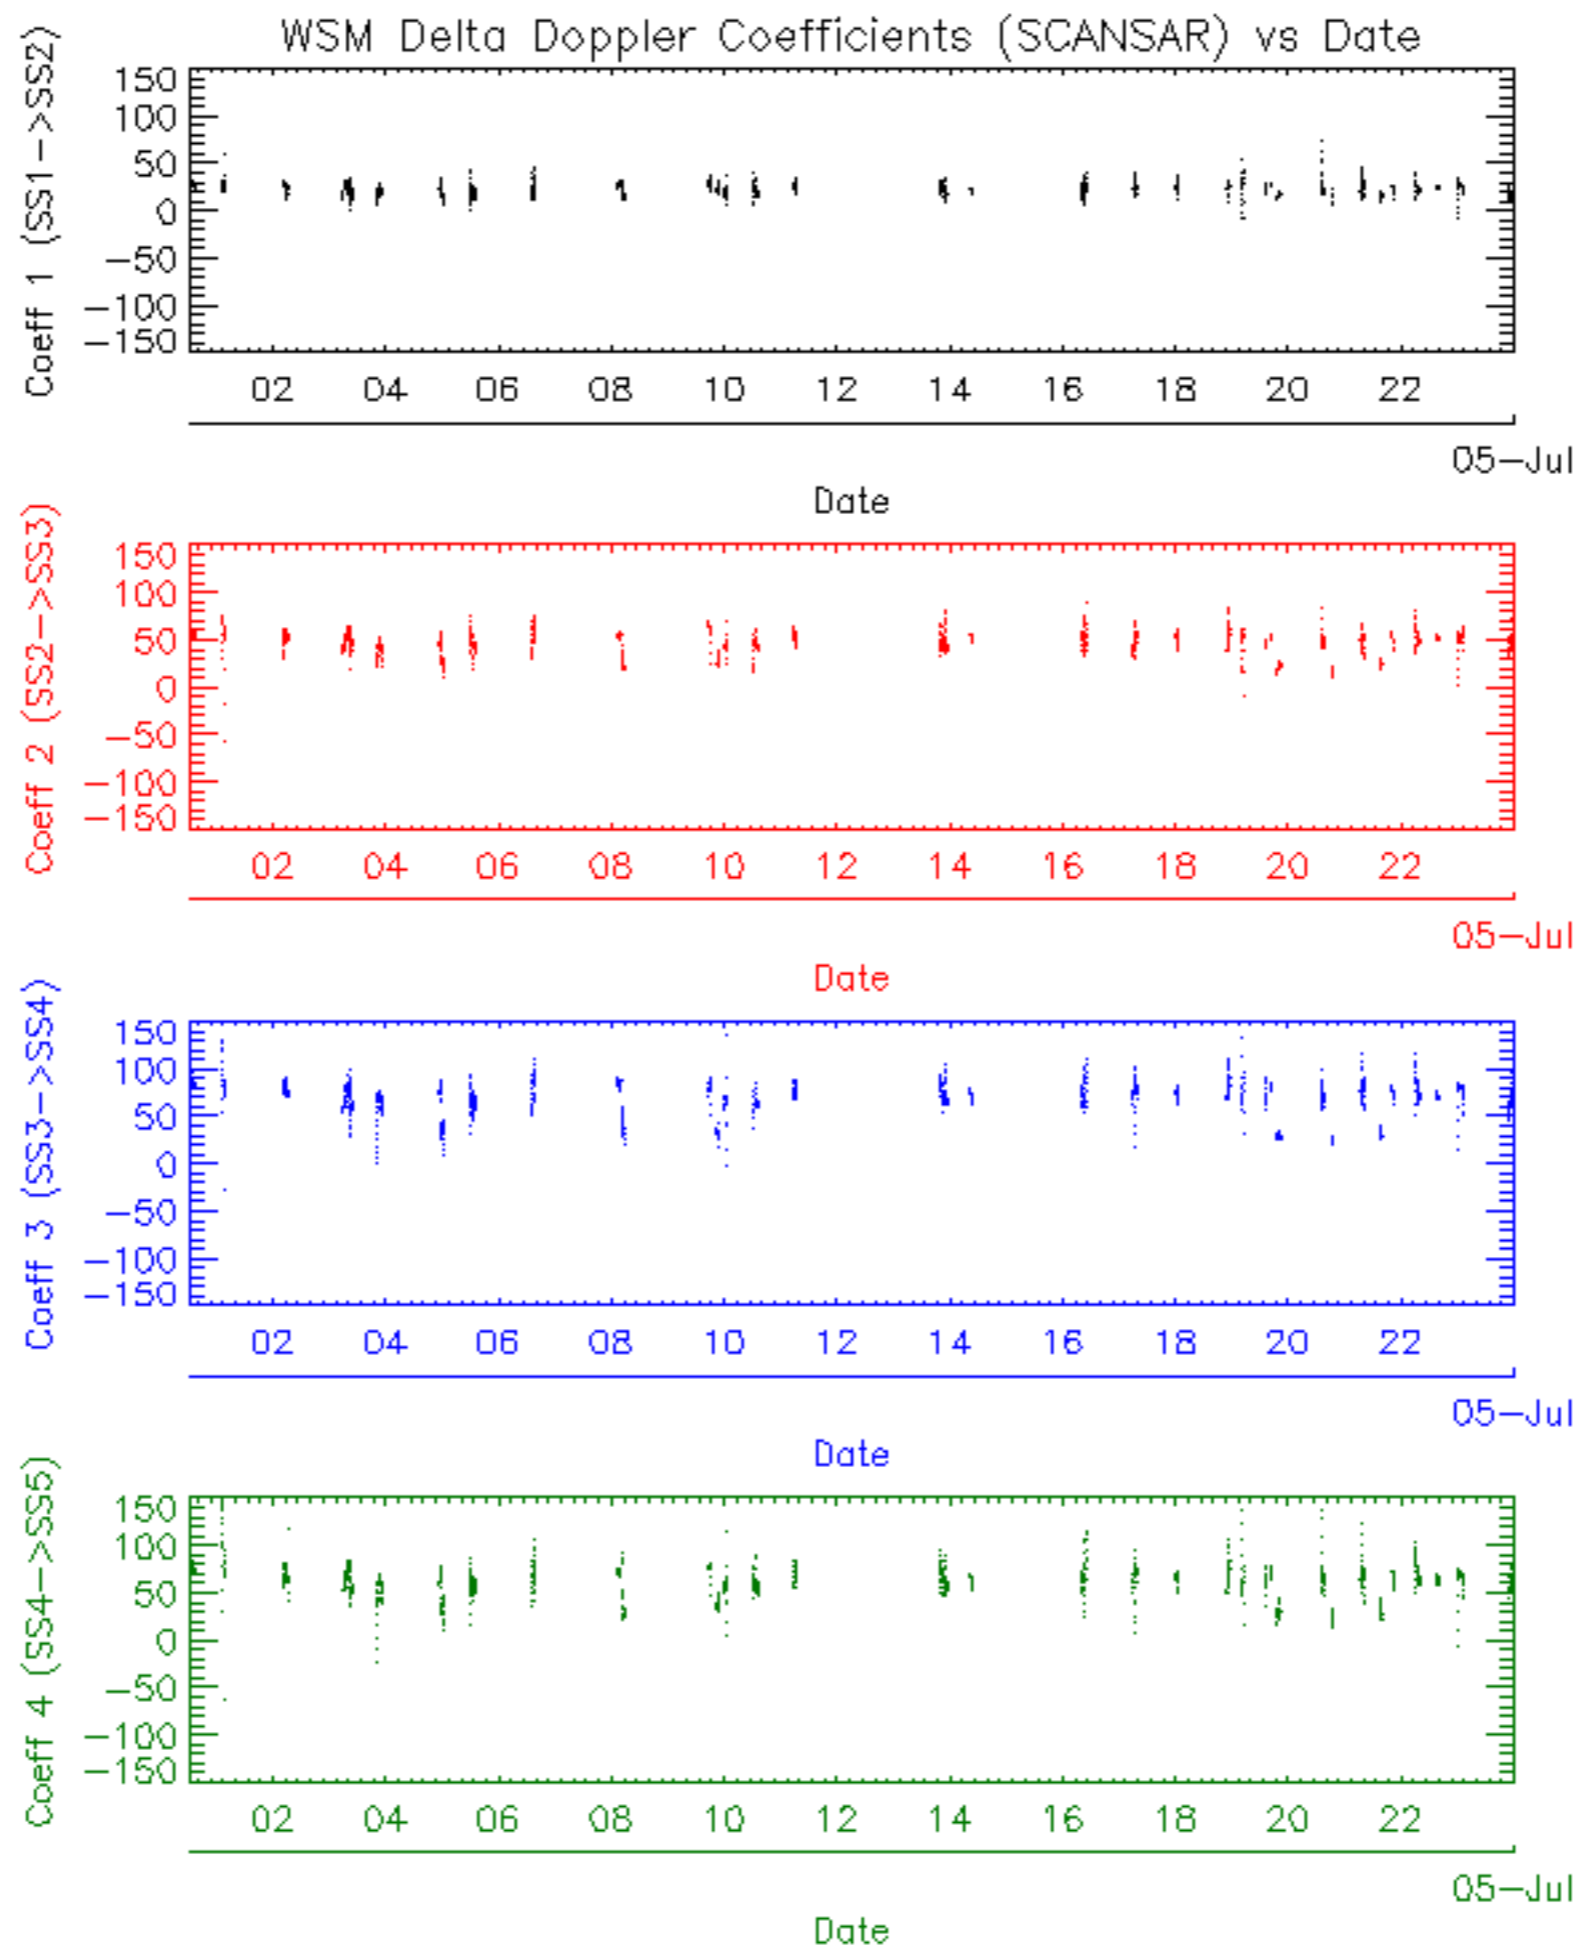 WSM Delta Doppler Coefficients (SCANSAR) vs Date
Coeff 1 (SS1->SS2)
150
100
50
0
-50
-100
-150
02 04 06 08 10 12 14 16 18 20 22
05-Jul
Date
Coeff 2 (SS2->SS3)
150
100
50
0
-50
-100
-150
02 04 06 08 10 12 14 16 18 20 22
05-Jul
Date
Coeff 3 (SS3->SS4)
150
100
50
0
-50
-100
-150
02 04 06 08 10 12 14 16 18 20 22
05-Jul
Date
Coeff 4 (SS4->SS5)
150
100
50
0
-50
-100
-150
02 04 06 08 10 12 14 16 18 20 22
05-Jul
Date